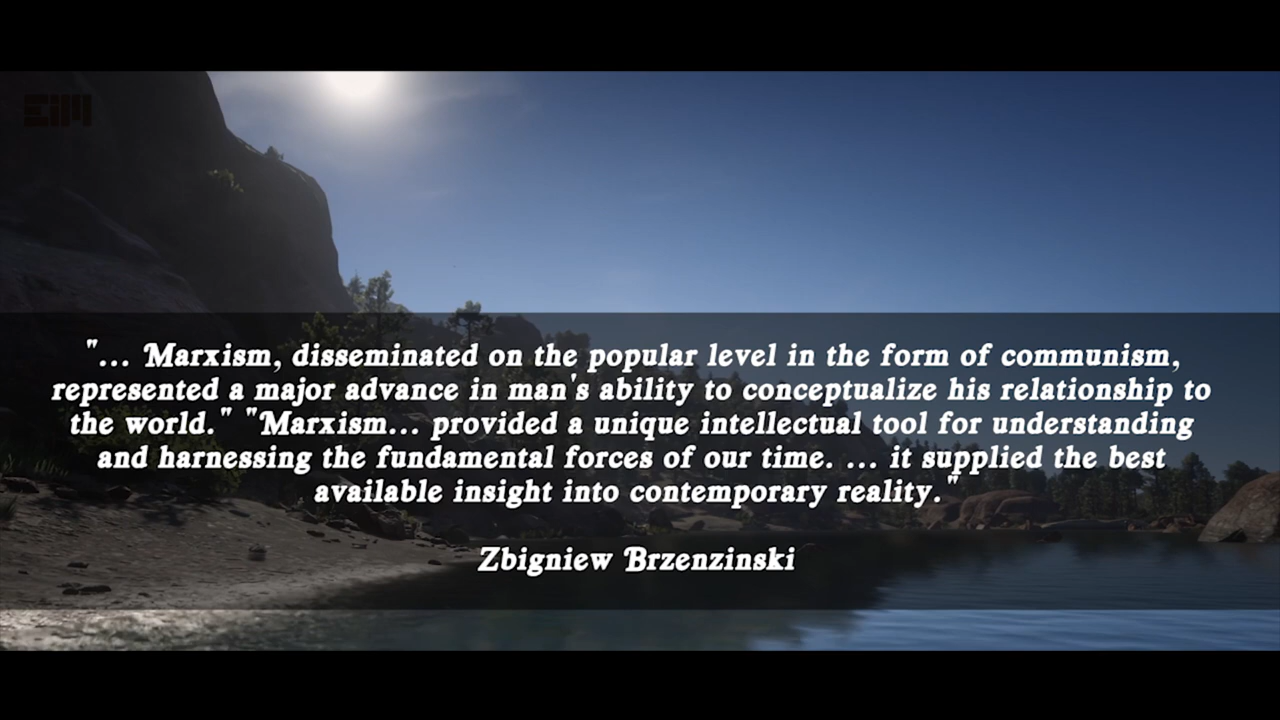 EIM
"... Marxism, disseminated on the popular level in the form of communism,
represented a major advance in man's ability to conceptualize his relationship to
the world." "Marxism... provided a unique intellectual tool for understanding
and harnessing the fundamental forces of our time. ... it supplied the best
available insight into contemporary reality."
Zbigniew Brzenzinski